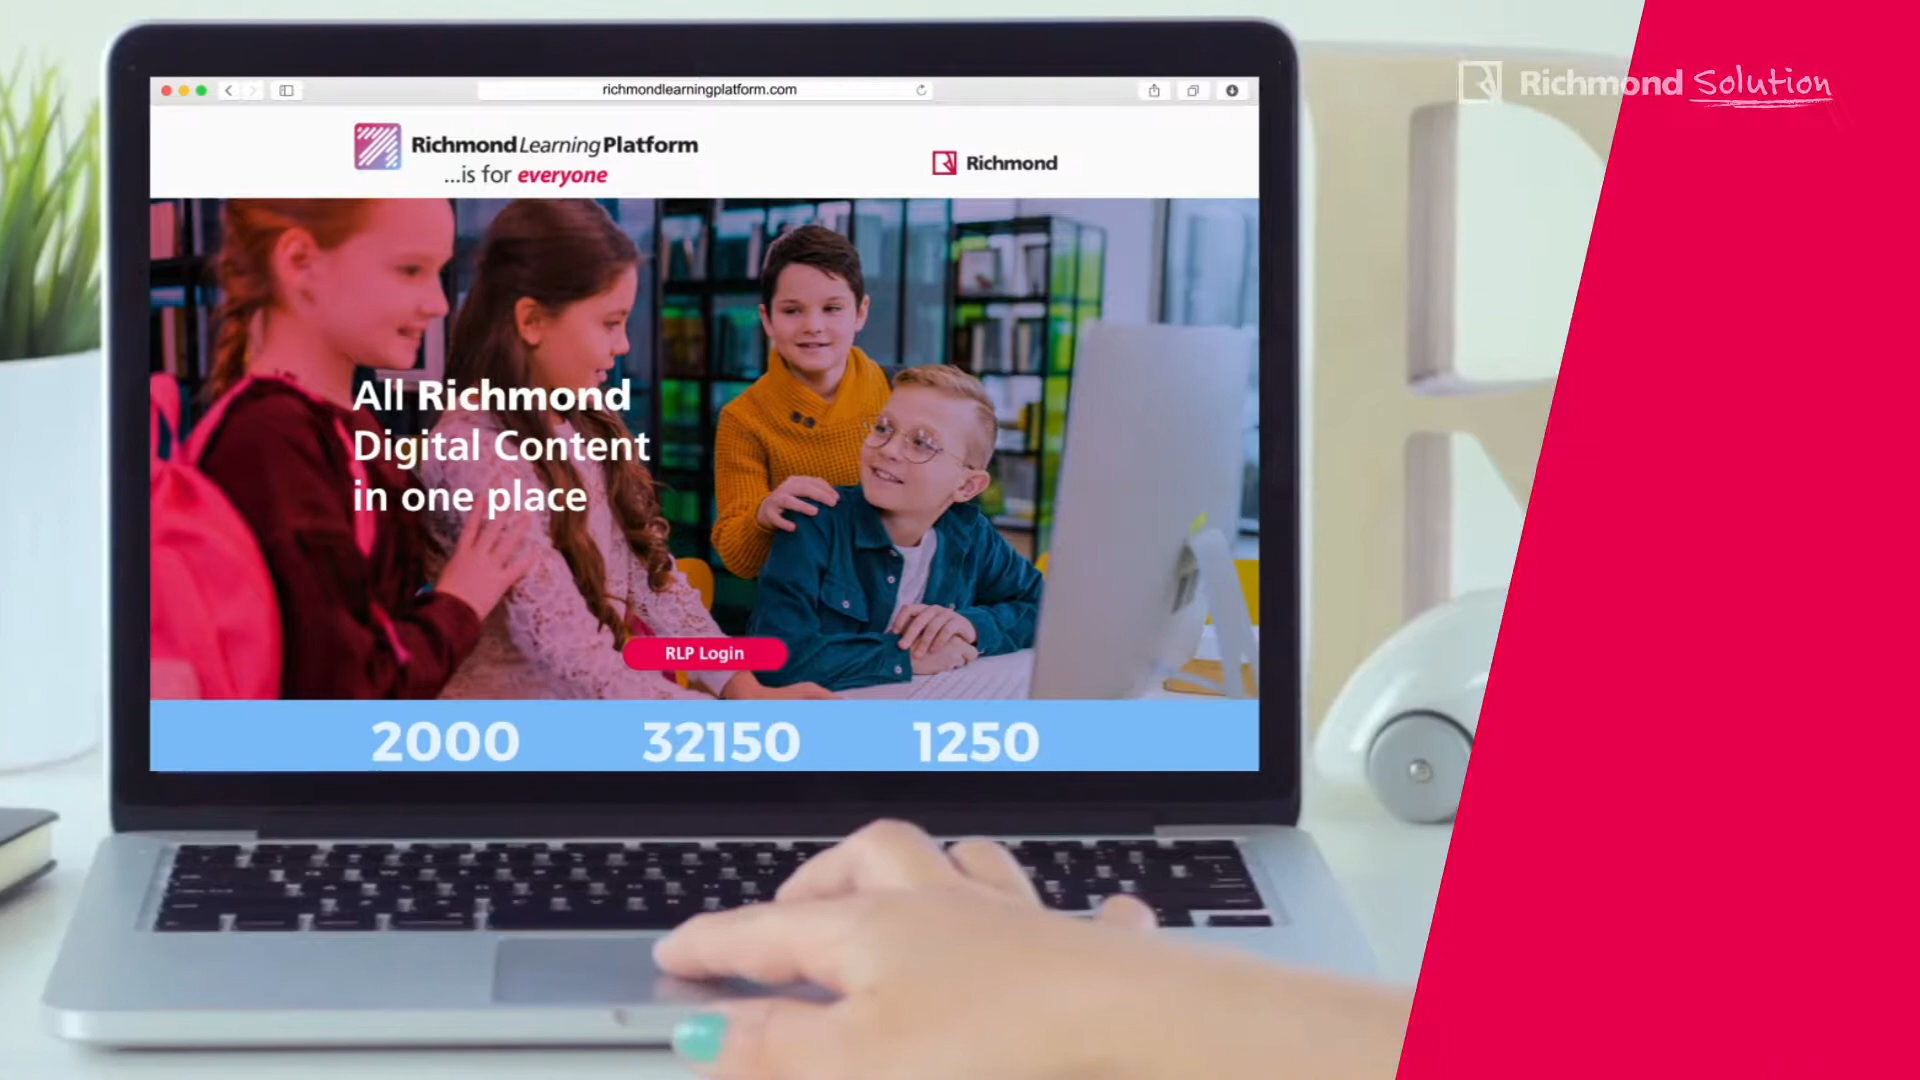 richmondlearningplatform.com
Richmond Solution
Richmond Learning Platform
...is for everyone
Richmond
All Richmond
Digital Content
in one place
RLP Login
2000 32150 1250